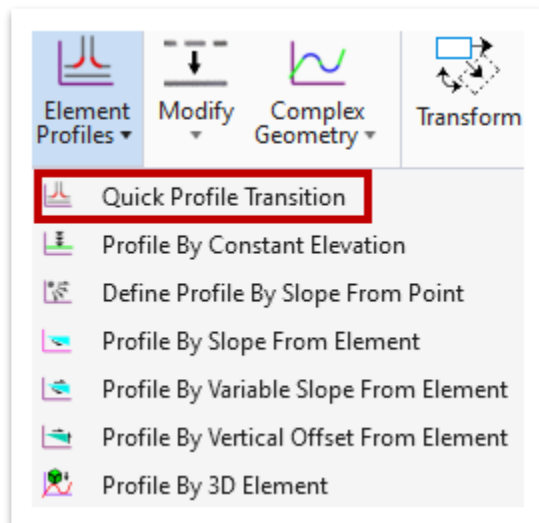 Element
Profiles
Modify
Complex
Geometry
Transform
Quick Profile Transition
Profile By Constant Elevation
Define Profile By Slope From Point
Profile By Slope From Element
Profile By Variable Slope From Element
Profile By Vertical Offset From Element
Profile By 3D Element